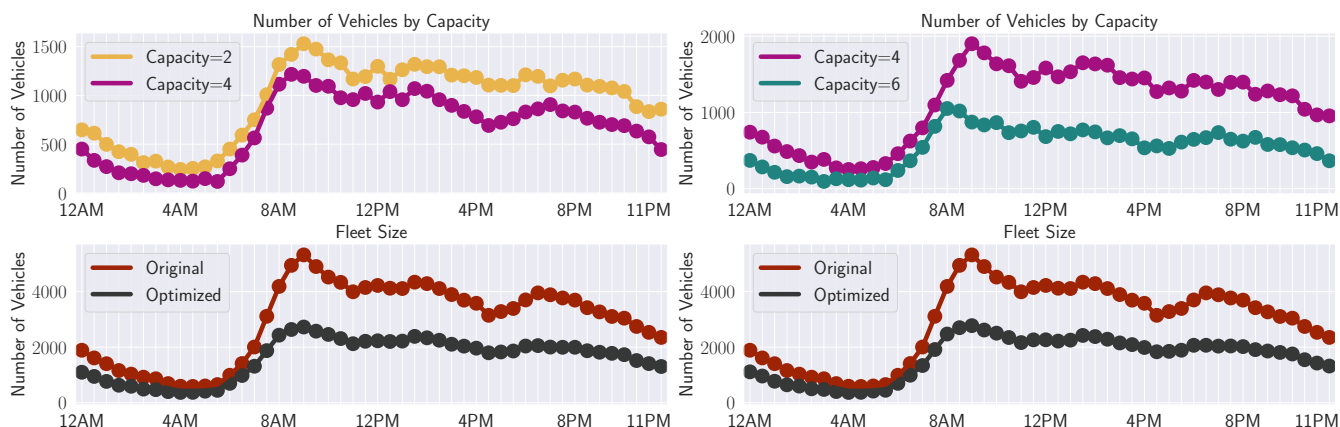 Number of Vehicles by Capacity
Number of Vehicles
1500
1000
500
0
Capacity=2
Capacity=4
12AM 4AM 8AM 12PM 4PM 8PM 11PM
Number of Vehicles by Capacity
Number of Vehicles
2000
1000
0
Capacity=4
Capacity=6
12AM 4AM 8AM 12PM 4PM 8PM 11PM
Fleet Size
Number of Vehicles
4000
2000
0
Original
Optimized
12AM 4AM 8AM 12PM 4PM 8PM 11PM
Fleet Size
Number of Vehicles
4000
2000
0
Original
Optimized
12AM 4AM 8AM 12PM 4PM 8PM 11PM